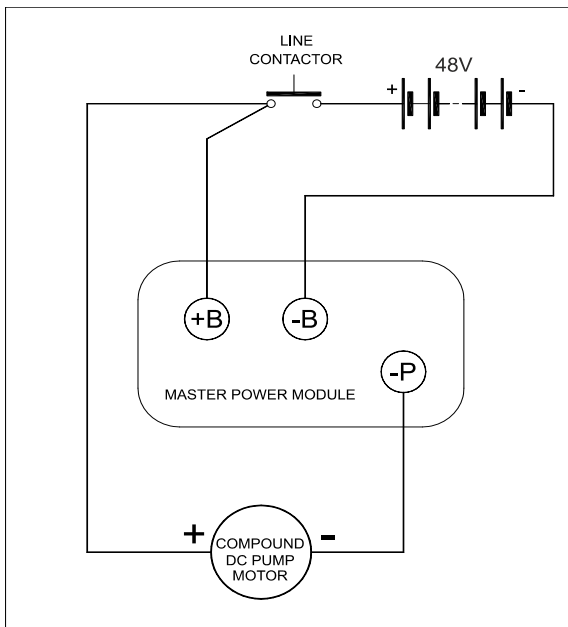 LINE
CONTACTOR
48V
+ -
+B
-B
-P
MASTER POWER MODULE
+ -
COMPOUND
DC PUMP
MOTOR